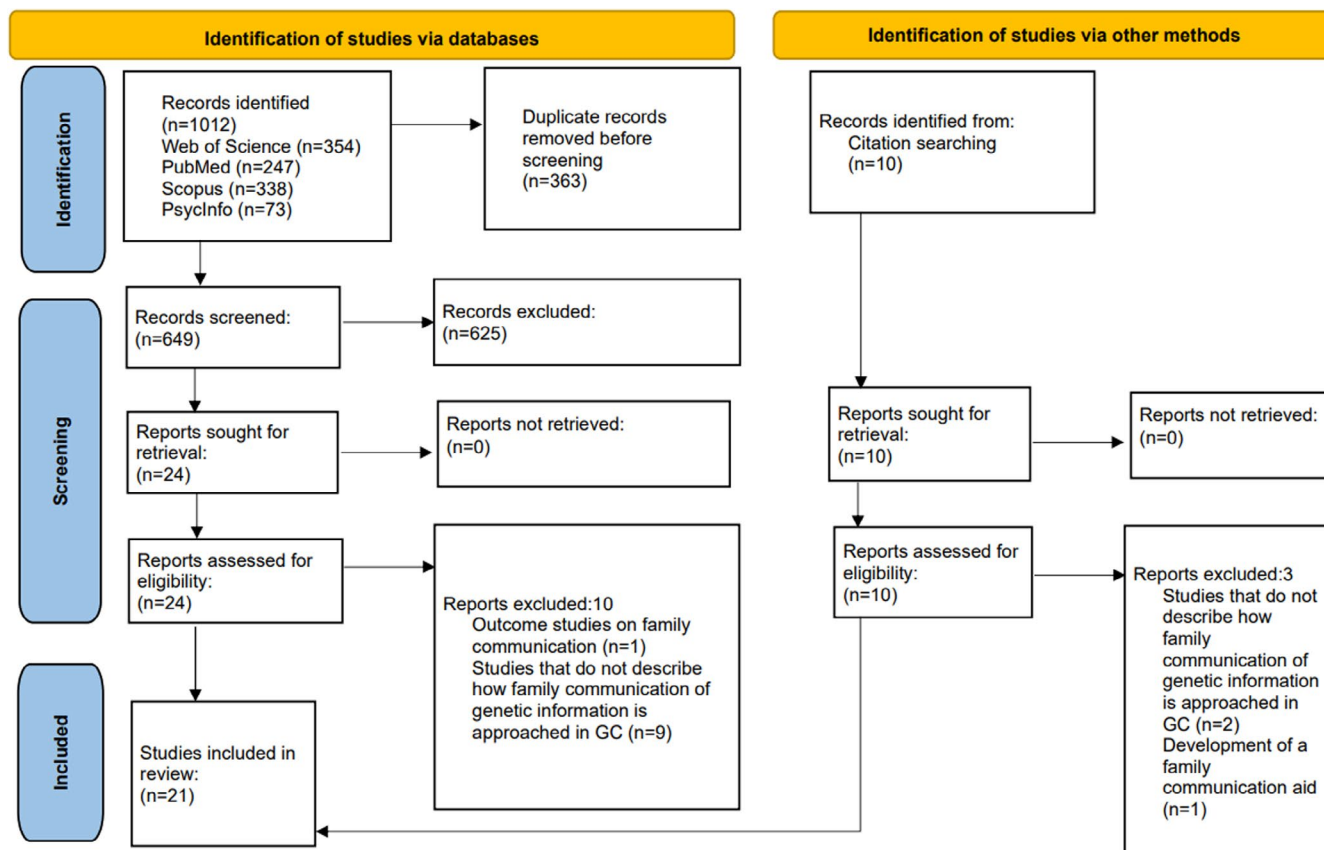 Identification of studies via databases
Identification of studies via other methods
Identification
Records identified
(n=1012)
Web of Science (n=354)
PubMed (n=247)
Scopus (n=338)
PsycInfo (n=73)
Duplicate records
removed before
screening
(n=363)
Records identified from:
Citation searching
(n=10)
Screening
Records screened:
(n=649)
Records excluded:
(n=625)
Reports sought for
retrieval:
(n=24)
Reports not retrieved:
(n=0)
Reports sought for
retrieval:
(n=10)
Reports not retrieved:
(n=0)
Reports assessed for
eligibility:
(n=24)
Reports excluded:10
Outcome studies on family
communication (n=1)
Studies that do not describe
how family communication of
genetic information is
approached in GC (n=9)
Reports assessed for
eligibility:
(n=10)
Reports excluded:3
Studies that do not
describe how
family
communication of
genetic information
is approached in
GC (n=2)
Development of a
family
communication aid
(n=1)
Included
Studies included in
review:
(n=21)